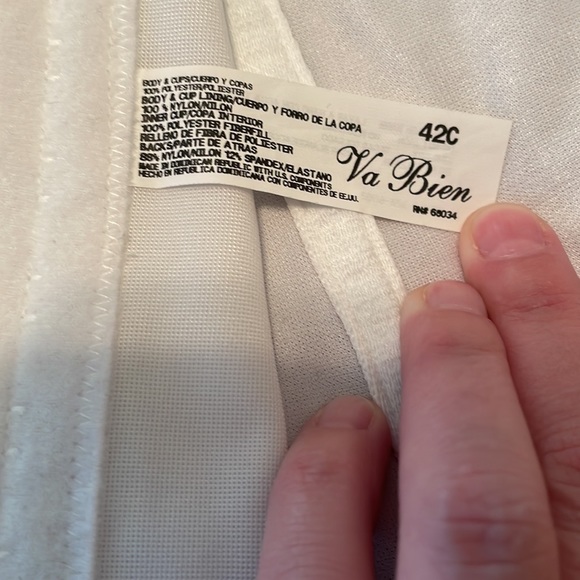 BODY & CUPS/CUERPO Y COPAS
100% POLYESTER/POLIESTER
BODY & CUP LINING/CUERPO Y FORRO DE LA COPA
100 % NYLON/NILON
INNER CUP/COPA INTERIOR
100% POLYESTER FIBERFILL
RELLENO DE FIBRA DE POLIESTER
BACKS/PARTE DE ATRAS
88% NYLON/NILON 12% SPANDEX/ELASTANO
MADE IN DOMINICAN REPUBLIC WITH U.S. COMPONENTS
HECHO EN REPUBLICA DOMINICANA CON COMPONENTES DE EE.UU.
42C
Va Bien
RN# 69034